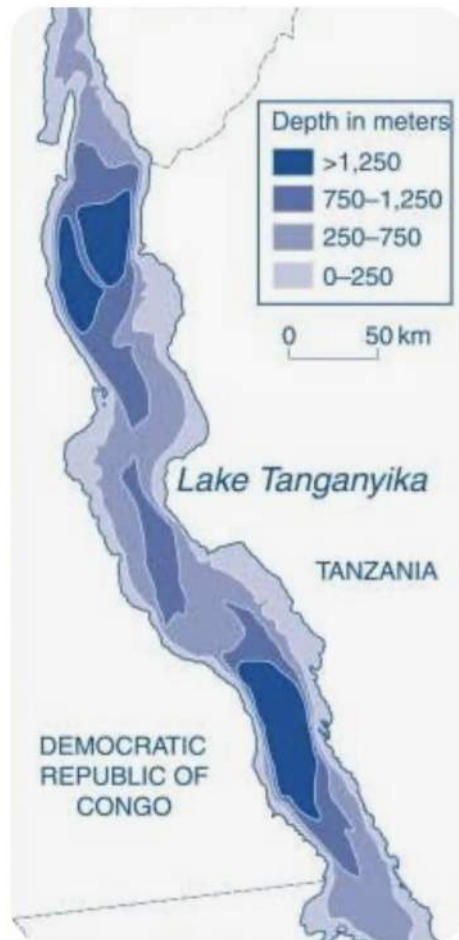 Depth in meters
>1,250
750–1,250
250–750
0–250
0 50 km
Lake Tanganyika
TANZANIA
DEMOCRATIC
REPUBLIC OF
CONGO